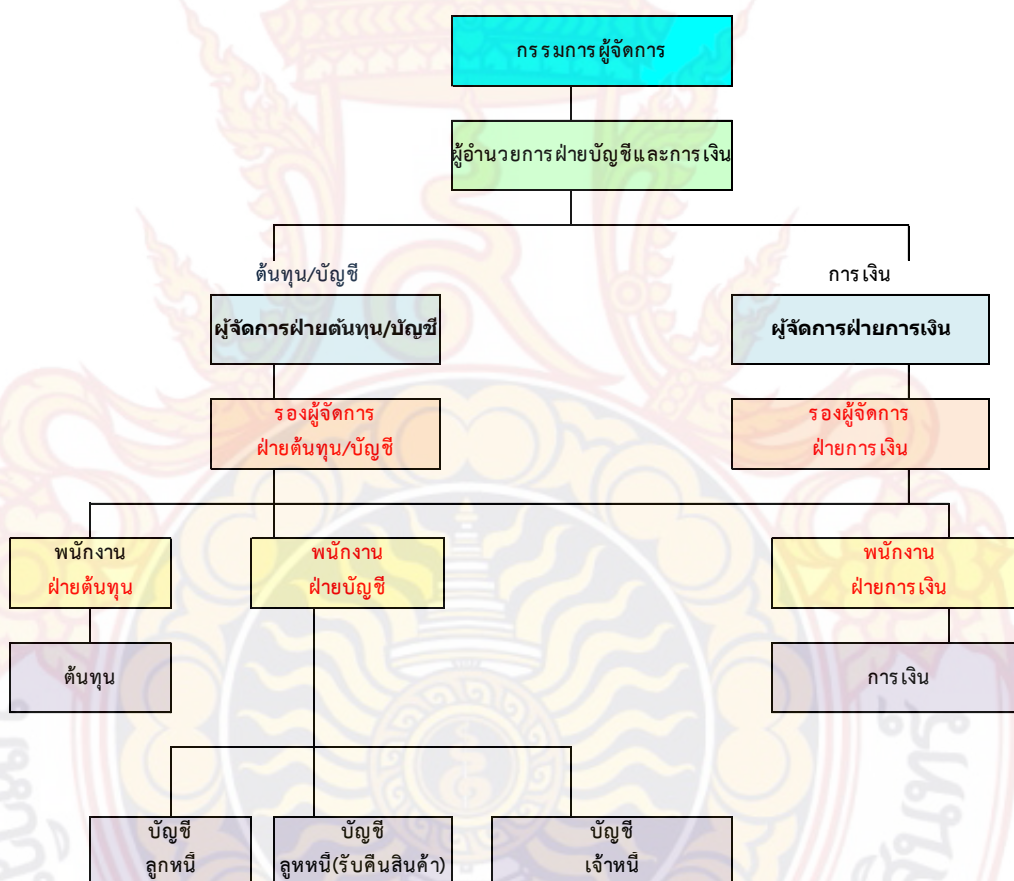 กรรมการผู้จัดการ
ผู้อำนวยการฝ่ายบัญชีและการเงิน
ต้นทุน/บัญชี
การเงิน
ผู้จัดการฝ่ายต้นทุน/บัญชี
ผู้จัดการฝ่ายการเงิน
รองผู้จัดการ
ฝ่ายต้นทุน/บัญชี
รองผู้จัดการ
ฝ่ายการเงิน
พนักงาน
ฝ่ายต้นทุน
พนักงาน
ฝ่ายบัญชี
พนักงาน
ฝ่ายการเงิน
ต้นทุน
การเงิน
บัญชี
ลูกหนี้
บัญชี
ลูหหนี้(รับคืนสินค้า)
บัญชี
เจ้าหนี้